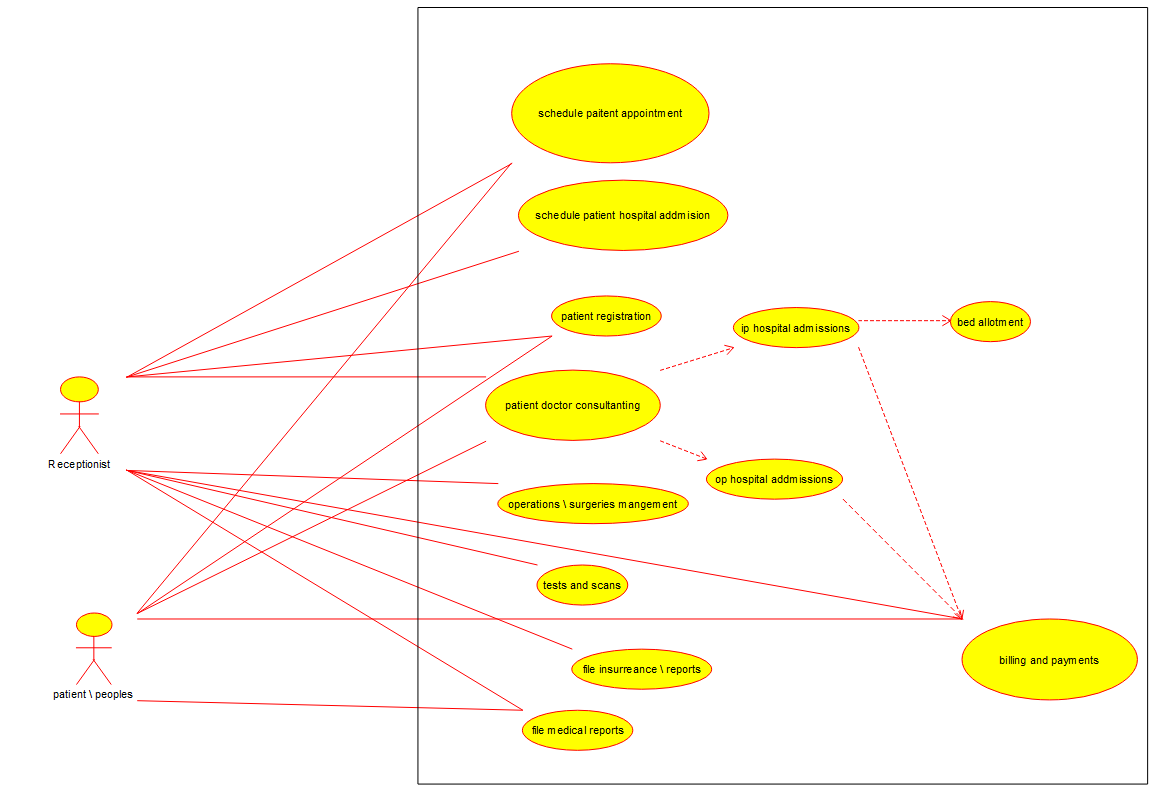 schedule paitent appointment
schedule patient hospital addmision
patient registration
ip hospital admissions
bed allotment
patient doctor consultanting
Receptionist
op hospital addmissions
operations \ surgeries mangement
tests and scans
billing and payments
file insurreance \ reports
patient \ peoples
file medical reports